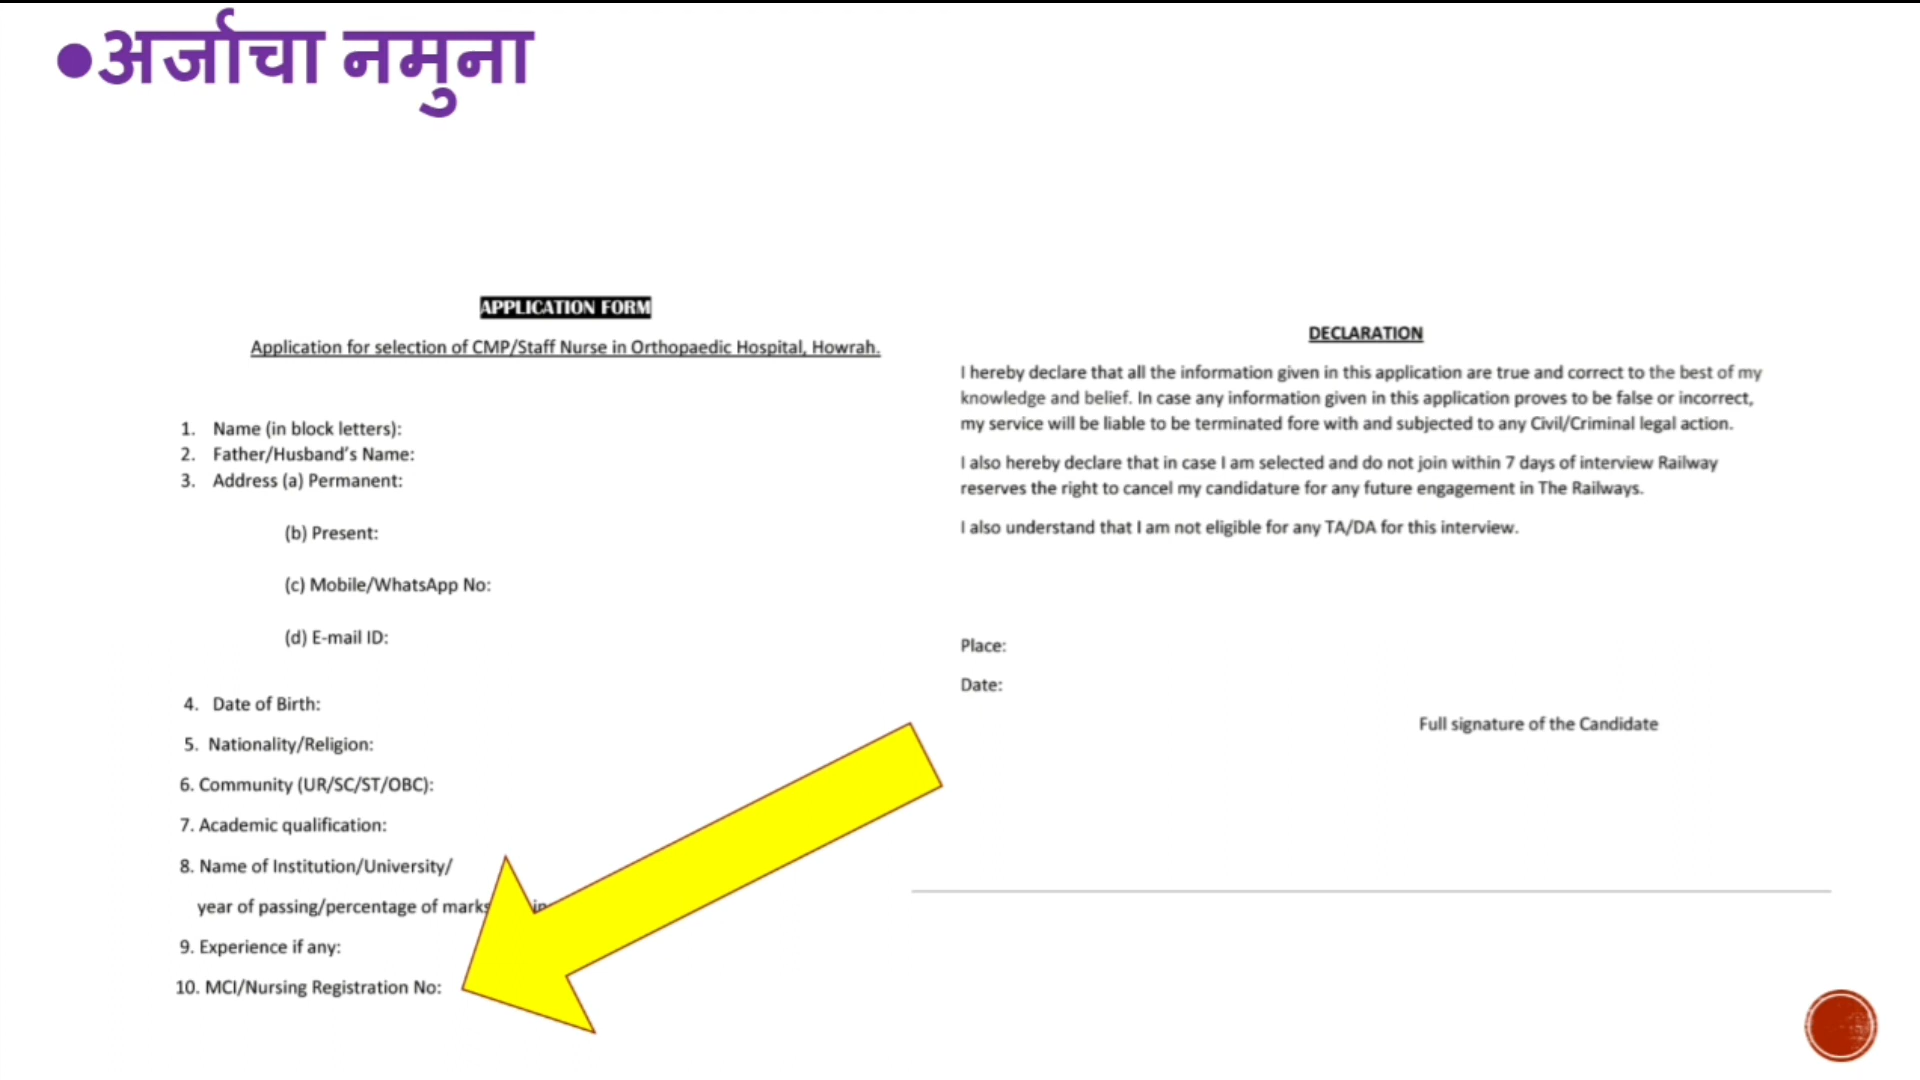 •अर्जाचा नमुना
APPLICATION FORM
Application for selection of CMP/Staff Nurse in Orthopaedic Hospital, Howrah.
1. Name (in block letters):
2. Father/Husband's Name:
3. Address (a) Permanent:
(b) Present:
(c) Mobile/WhatsApp No:
(d) E-mail ID:
4. Date of Birth:
5. Nationality/Religion:
6. Community (UR/SC/ST/OBC):
7. Academic qualification:
8. Name of Institution/University/
year of passing/percentage of marks
9. Experience if any:
10. MCI/Nursing Registration No:
DECLARATION
I hereby declare that all the information given in this application are true and correct to the best of my
knowledge and belief. In case any information given in this application proves to be false or incorrect,
my service will be liable to be terminated fore with and subjected to any Civil/Criminal legal action.
I also hereby declare that in case I am selected and do not join within 7 days of interview Railway
reserves the right to cancel my candidature for any future engagement in The Railways.
I also understand that I am not eligible for any TA/DA for this interview.
Place:
Date:
Full signature of the Candidate